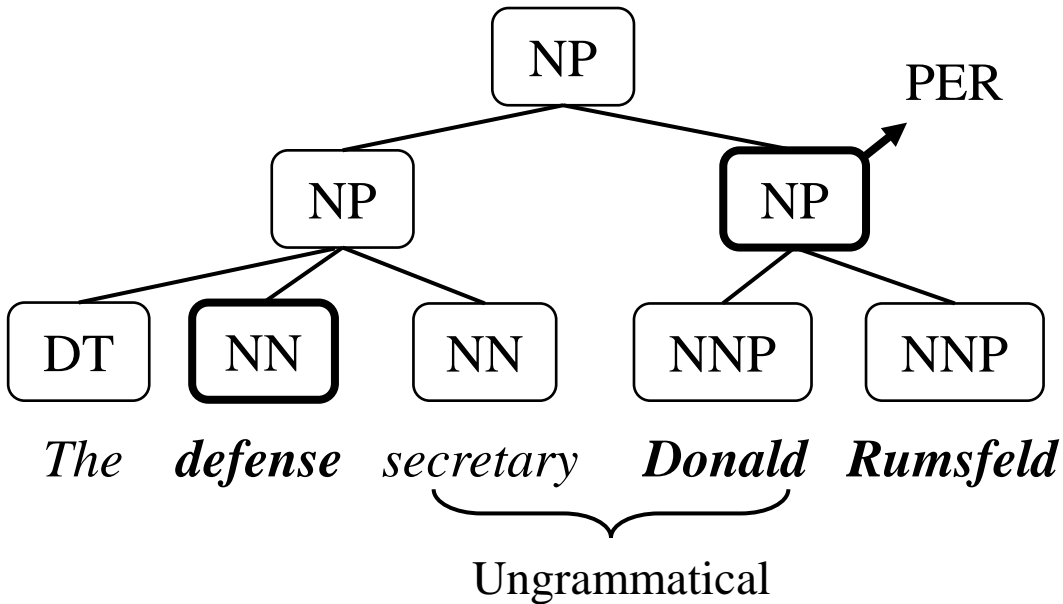 NP
PER
NP NP
DT NN NN NNP NNP
The defense secretary Donald Rumsfeld
Ungrammatical